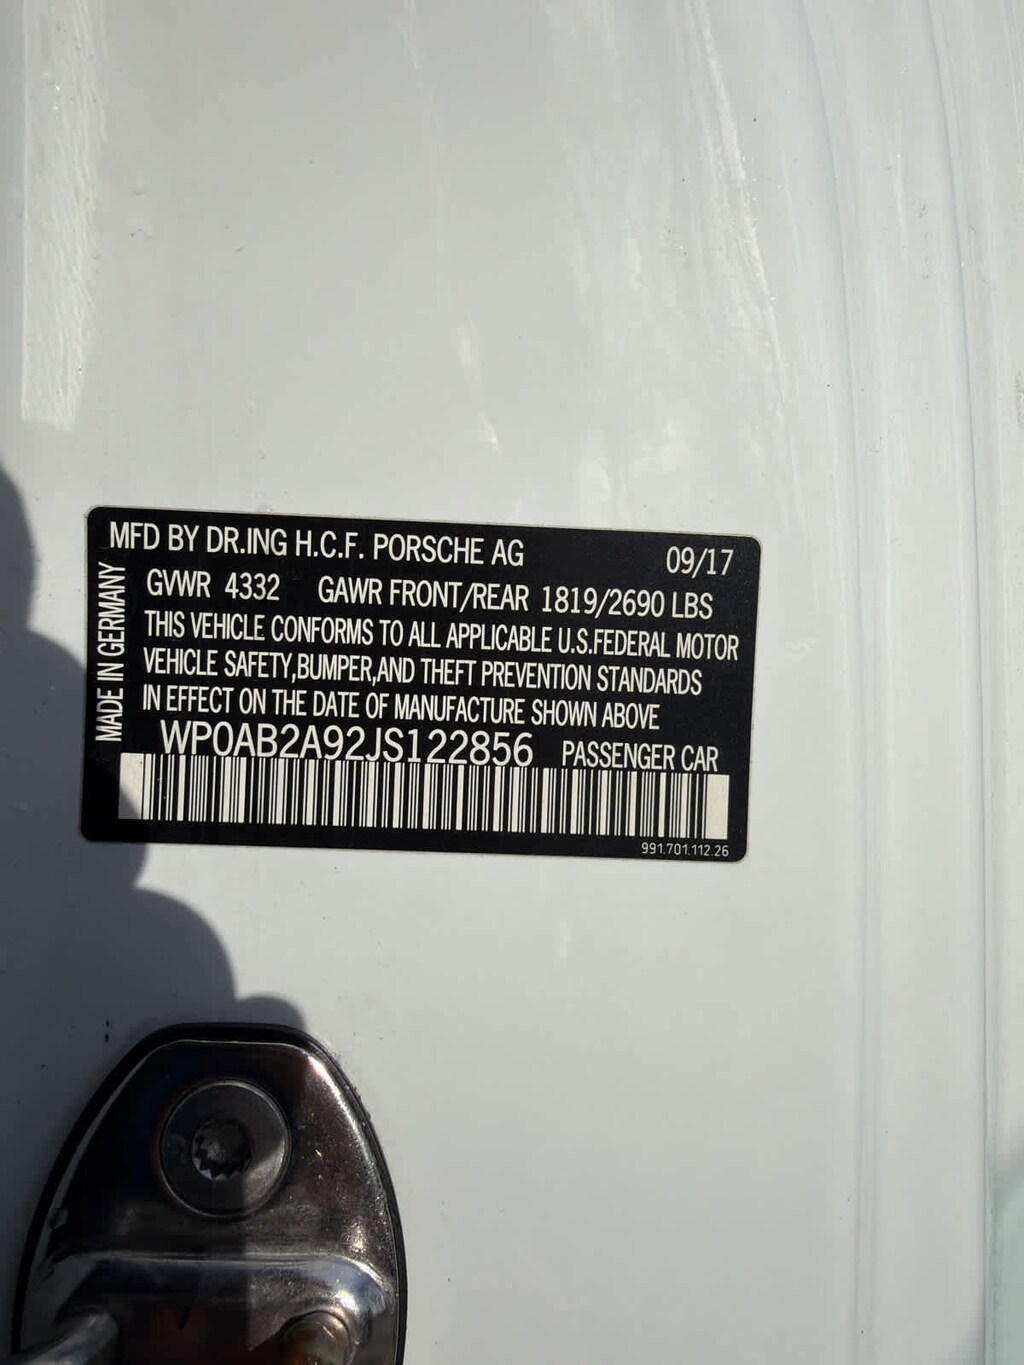 MFD BY DR.ING H.C.F. PORSCHE AG 09/17
GVWR 4332 GAWR FRONT/REAR 1819/2690 LBS
THIS VEHICLE CONFORMS TO ALL APPLICABLE U.S.FEDERAL MOTOR
VEHICLE SAFETY,BUMPER,AND THEFT PREVENTION STANDARDS
IN EFFECT ON THE DATE OF MANUFACTURE SHOWN ABOVE
WP0AB2A92JS122856 PASSENGER CAR
991.701.112.26
MADE IN GERMANY